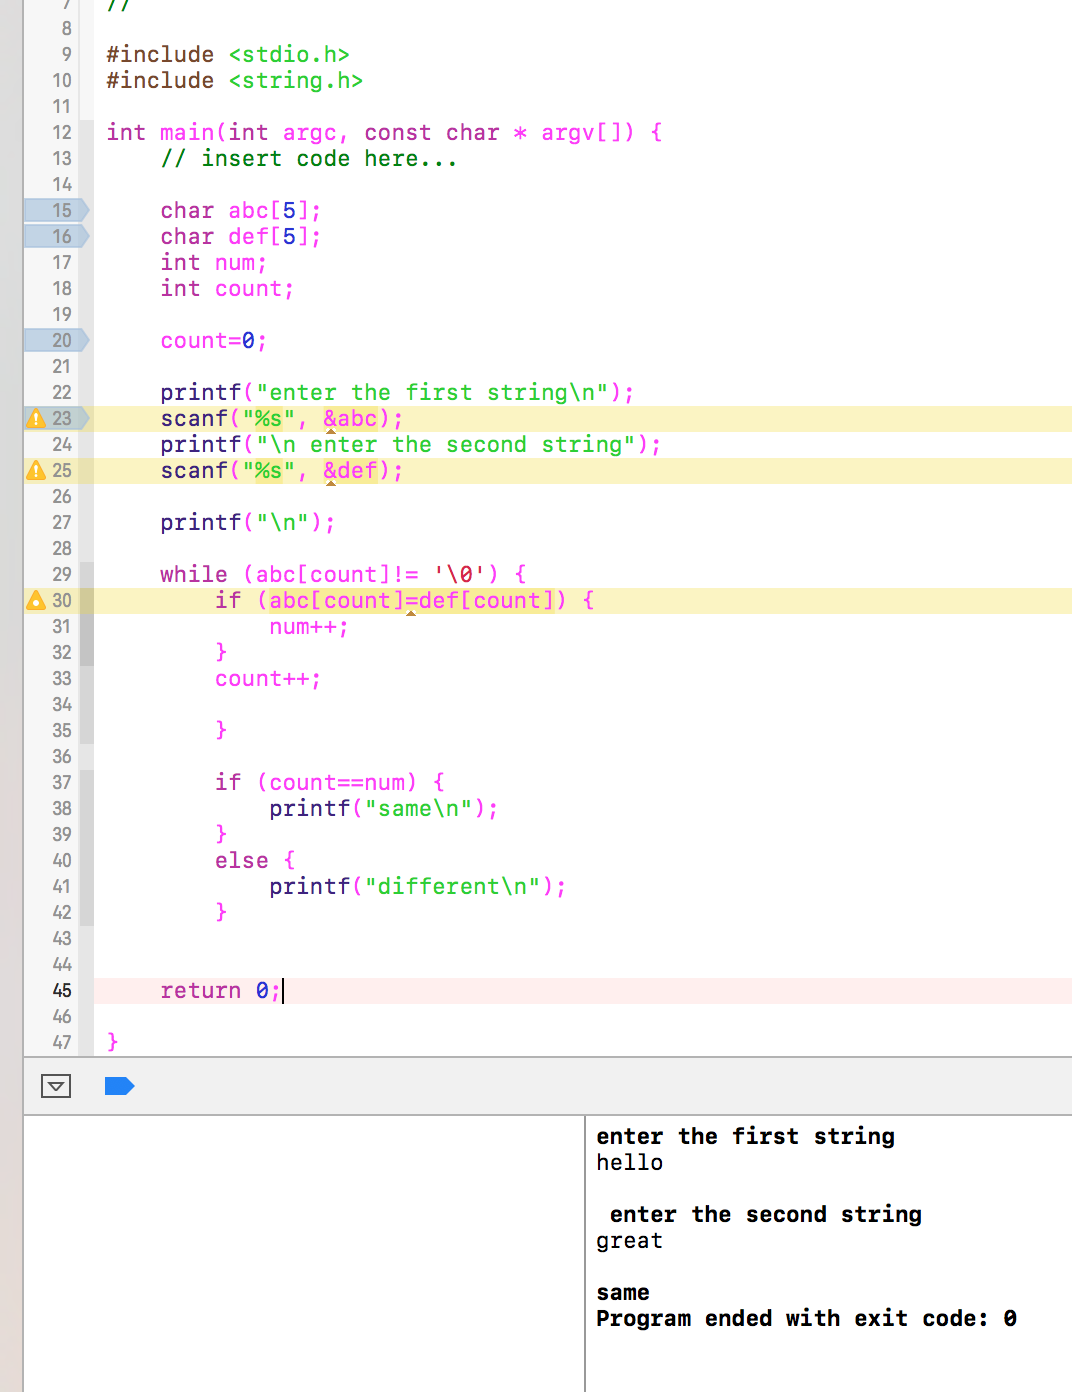 7 //
8
9 #include <stdio.h>
10 #include <string.h>
11
12 int main(int argc, const char * argv[]) {
13     // insert code here...
14
15     char abc[5];
16     char def[5];
17     int num;
18     int count;
19
20     count=0;
21
22     printf("enter the first string\n");
23     scanf("%s", &abc);
24     printf("\n enter the second string");
25     scanf("%s", &def);
26
27     printf("\n");
28
29     while (abc[count]!= '\0') {
30         if (abc[count]=def[count]) {
31             num++;
32         }
33         count++;
34
35         }
36
37         if (count==num) {
38             printf("same\n");
39         }
40         else {
41             printf("different\n");
42         }
43
44
45     return 0;
46
47 }
enter the first string
hello
 enter the second string
great
same
Program ended with exit code: 0